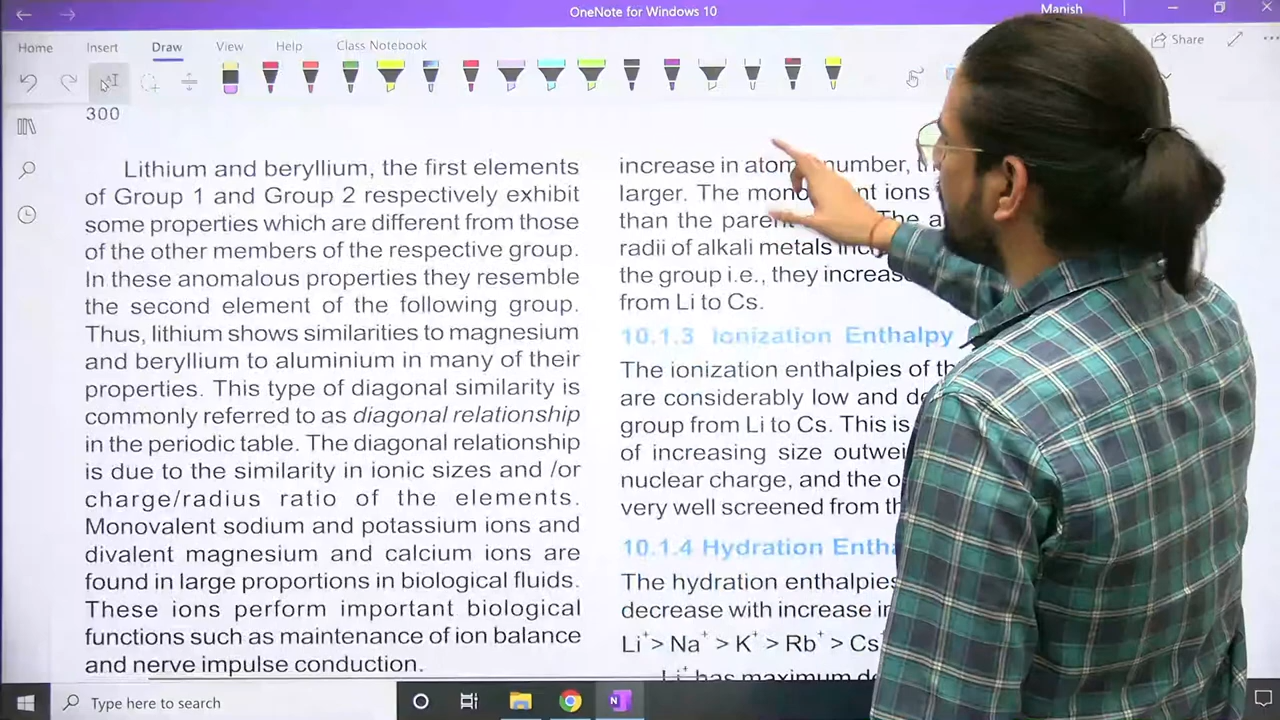 OneNote for Windows 10
Manish
Home Insert Draw View Help Class Notebook
Share
300
Lithium and beryllium, the first elements
of Group 1 and Group 2 respectively exhibit
some properties which are different from those
of the other members of the respective group.
In these anomalous properties they resemble
the second element of the following group.
Thus, lithium shows similarities to magnesium
and beryllium to aluminium in many of their
properties. This type of diagonal similarity is
commonly referred to as diagonal relationship
in the periodic table. The diagonal relationship
is due to the similarity in ionic sizes and /or
charge/radius ratio of the elements.
Monovalent sodium and potassium ions and
divalent magnesium and calcium ions are
found in large proportions in biological fluids.
These ions perform important biological
functions such as maintenance of ion balance
and nerve impulse conduction.
increase in number,
larger. The ions
than the The
radii of alkali metals
the group i.e., they
from Li to Cs.
10.1.3 Ionization Enthalpy
The ionization enthalpies of
are considerably low and
group from Li to Cs. This is
of increasing size
nuclear charge, and the
very well screened from
10.1.4 Hydration
The hydration enthalpies
decrease with increase in
Li⁺ > Na⁺ > K⁺ > Rb⁺ > Cs
Li⁺ has maximum
Type here to search